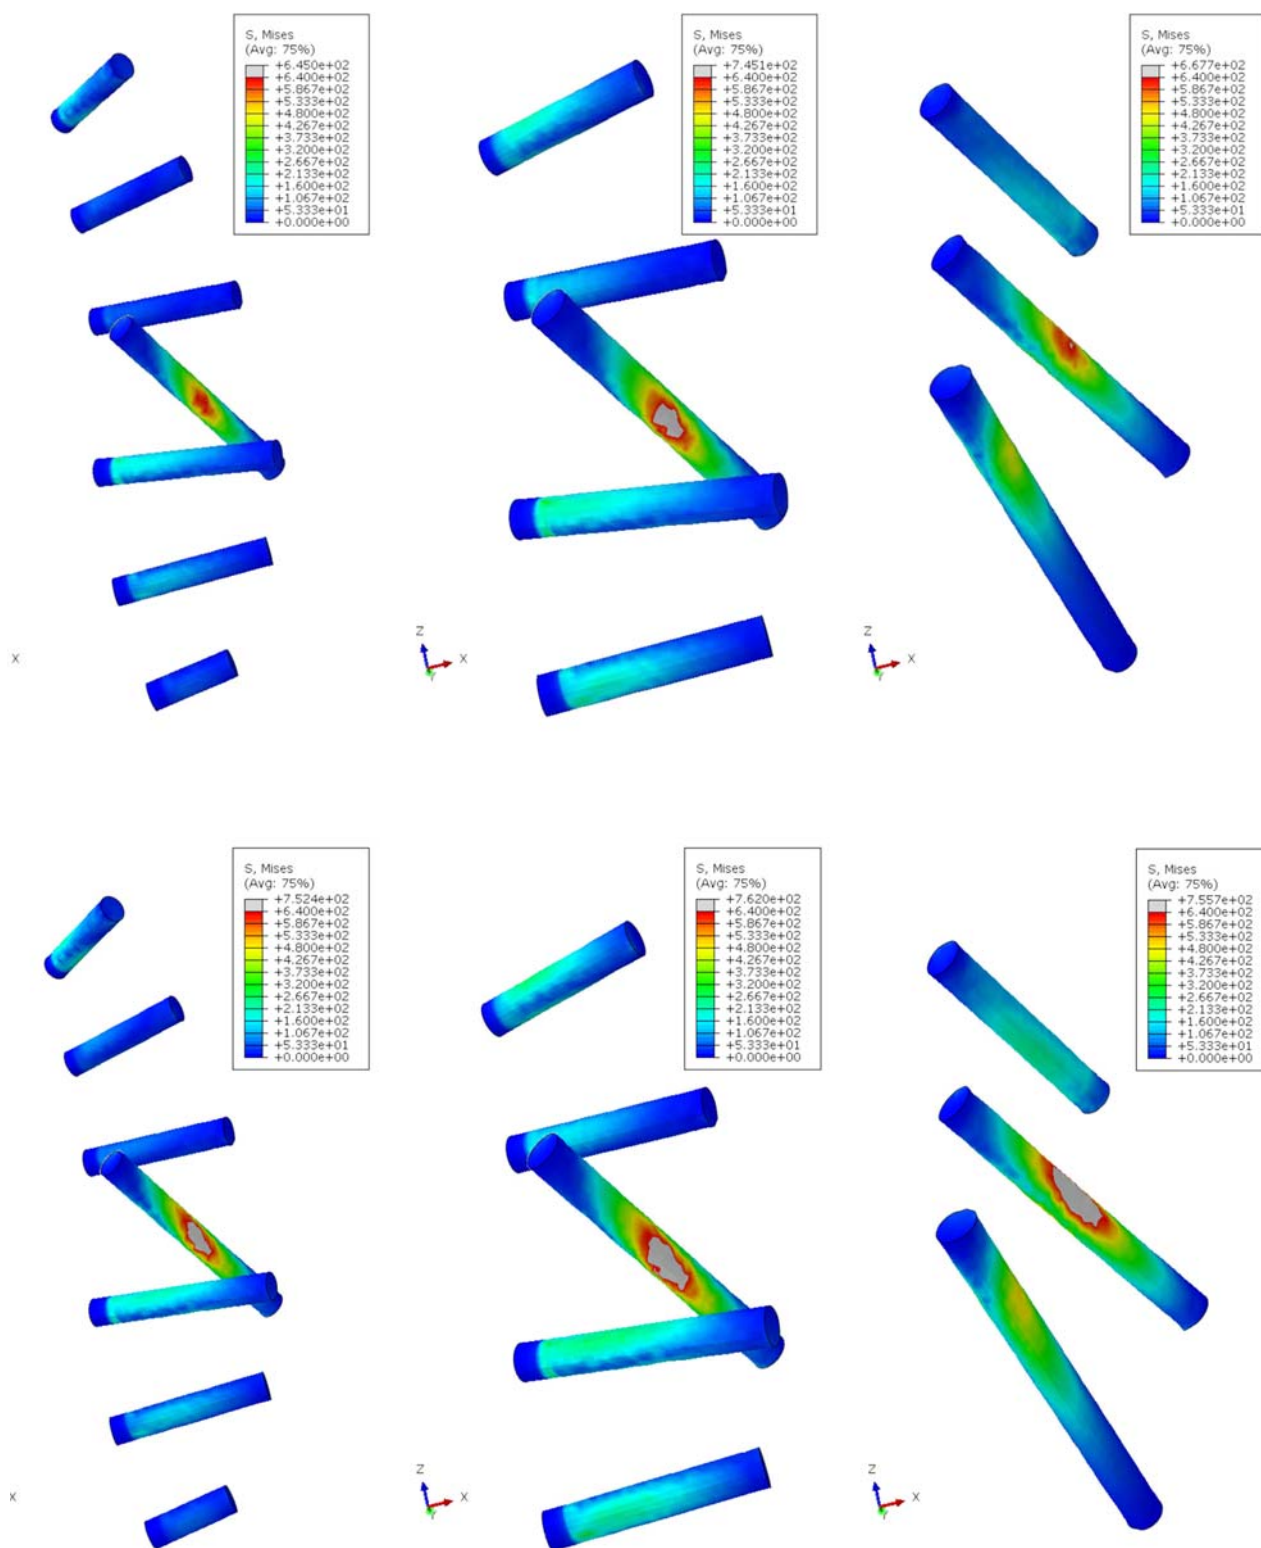 S, Mises
(Avg: 75%)
+6.450e+02
+6.400e+02
+5.867e+02
+5.333e+02
+4.800e+02
+4.267e+02
+3.733e+02
+3.200e+02
+2.667e+02
+2.133e+02
+1.600e+02
+1.067e+02
+5.333e+01
+0.000e+00
S, Mises
(Avg: 75%)
+7.451e+02
+6.400e+02
+5.867e+02
+5.333e+02
+4.800e+02
+4.267e+02
+3.733e+02
+3.200e+02
+2.667e+02
+2.133e+02
+1.600e+02
+1.067e+02
+5.333e+01
+0.000e+00
S, Mises
(Avg: 75%)
+6.677e+02
+6.400e+02
+5.867e+02
+5.333e+02
+4.800e+02
+4.267e+02
+3.733e+02
+3.200e+02
+2.667e+02
+2.133e+02
+1.600e+02
+1.067e+02
+5.333e+01
+0.000e+00
X
Z
X
Y
Z
X
Y
S, Mises
(Avg: 75%)
+7.524e+02
+6.400e+02
+5.867e+02
+5.333e+02
+4.800e+02
+4.267e+02
+3.733e+02
+3.200e+02
+2.667e+02
+2.133e+02
+1.600e+02
+1.067e+02
+5.333e+01
+0.000e+00
S, Mises
(Avg: 75%)
+7.620e+02
+6.400e+02
+5.867e+02
+5.333e+02
+4.800e+02
+4.267e+02
+3.733e+02
+3.200e+02
+2.667e+02
+2.133e+02
+1.600e+02
+1.067e+02
+5.333e+01
+0.000e+00
S, Mises
(Avg: 75%)
+7.557e+02
+6.400e+02
+5.867e+02
+5.333e+02
+4.800e+02
+4.267e+02
+3.733e+02
+3.200e+02
+2.667e+02
+2.133e+02
+1.600e+02
+1.067e+02
+5.333e+01
+0.000e+00
X
Z
X
Y
Z
X
Y